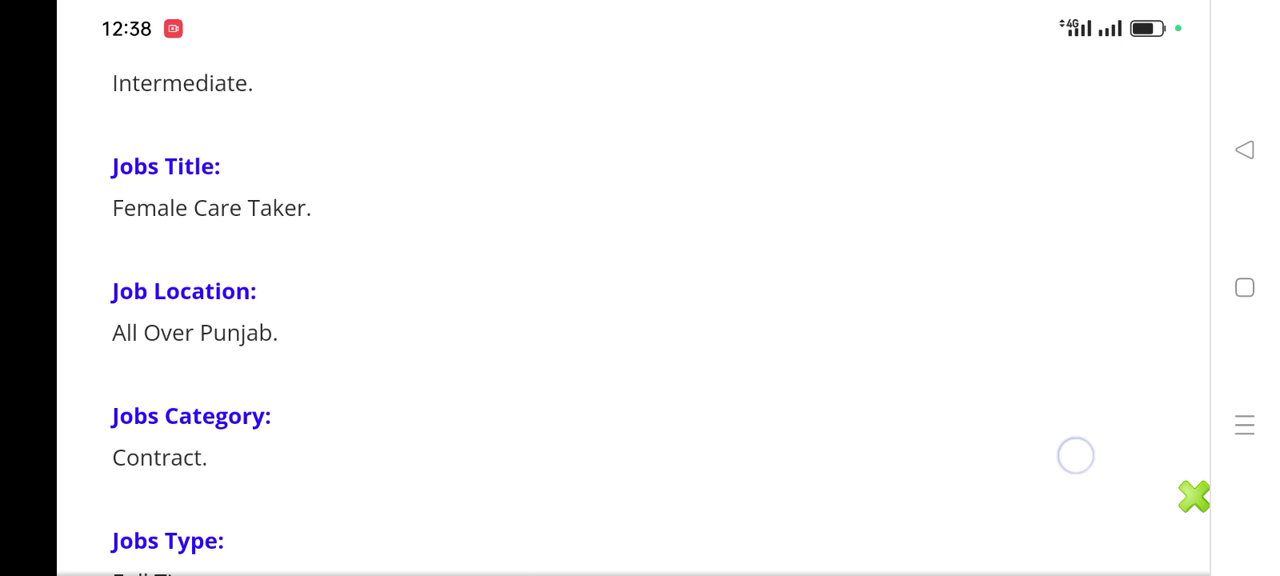 12:38
4G
Intermediate.
Jobs Title:
Female Care Taker.
Job Location:
All Over Punjab.
Jobs Category:
Contract.
Jobs Type: